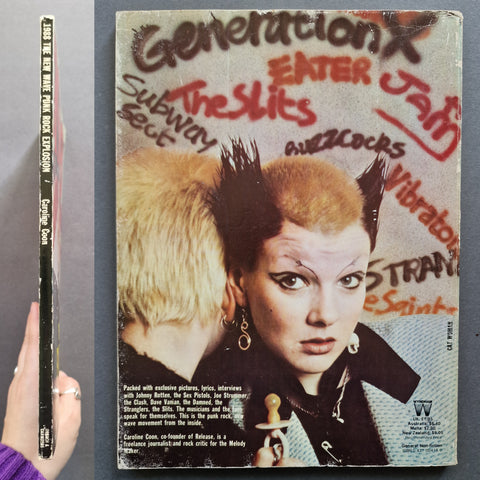 1988 THE NEW WAVE PUNK ROCK EXPLOSION / Caroline Coon
Generation X
EATER
Jam
The Slits
Subway
Sect
BUZZCOCKS
Vibrator
STRAN
Packed with exclusive pictures, lyrics, interviews
with Johnny Rotten, the Sex Pistols, Joe Strummer,
the Clash, Dave Vanian, the Damned, the
Stranglers, the Slits. The musicians and the fans
speak for themselves. This is the punk rock, new
wave movement from the inside.
Caroline Coon, co-founder of Release, is a
freelance journalist and rock critic for the Melody
Maker.
W
General Non-fiction